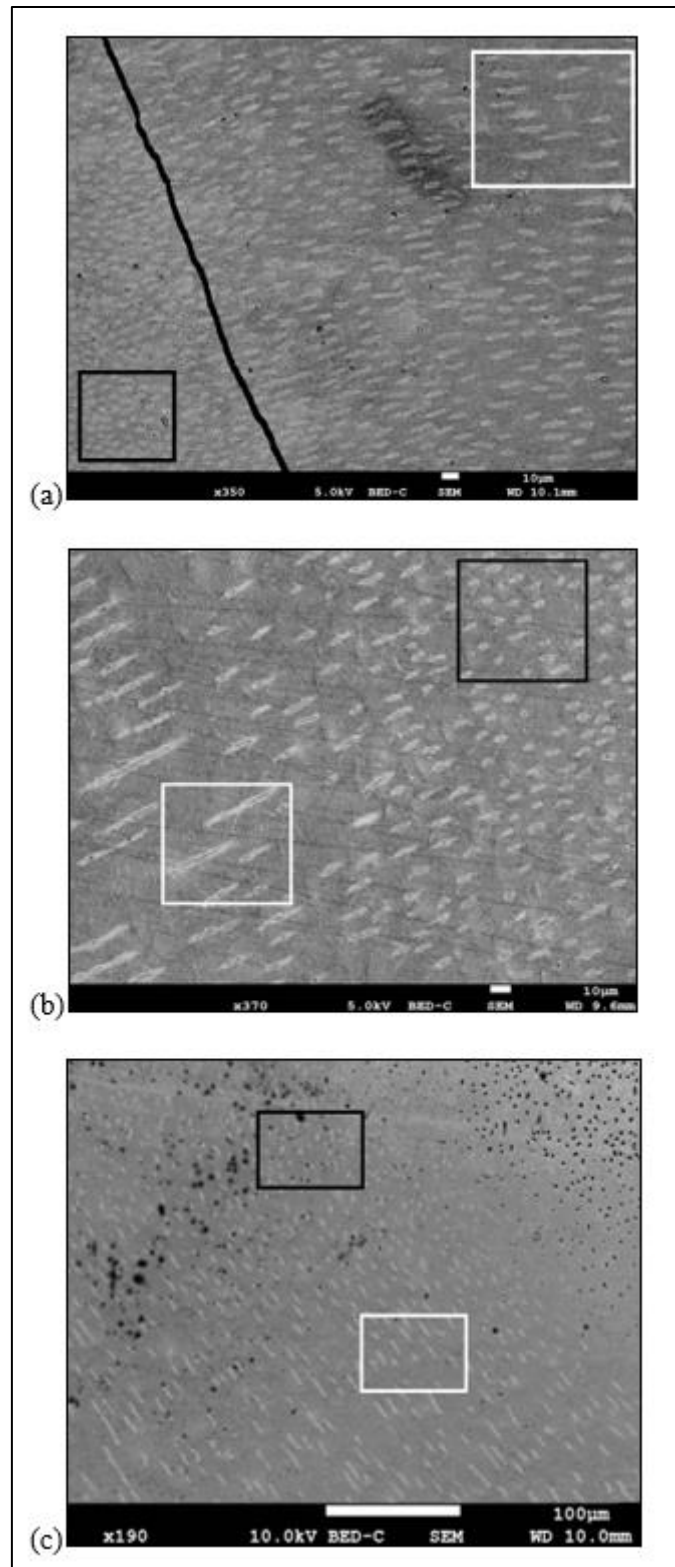 10µm
(a) x350 5.0kV BED-C SEM WD 10.1mm
10µm
(b) x370 5.0kV BED-C SEM WD 9.6mm
100µm
(c) x190 10.0kV BED-C SEM WD 10.0mm